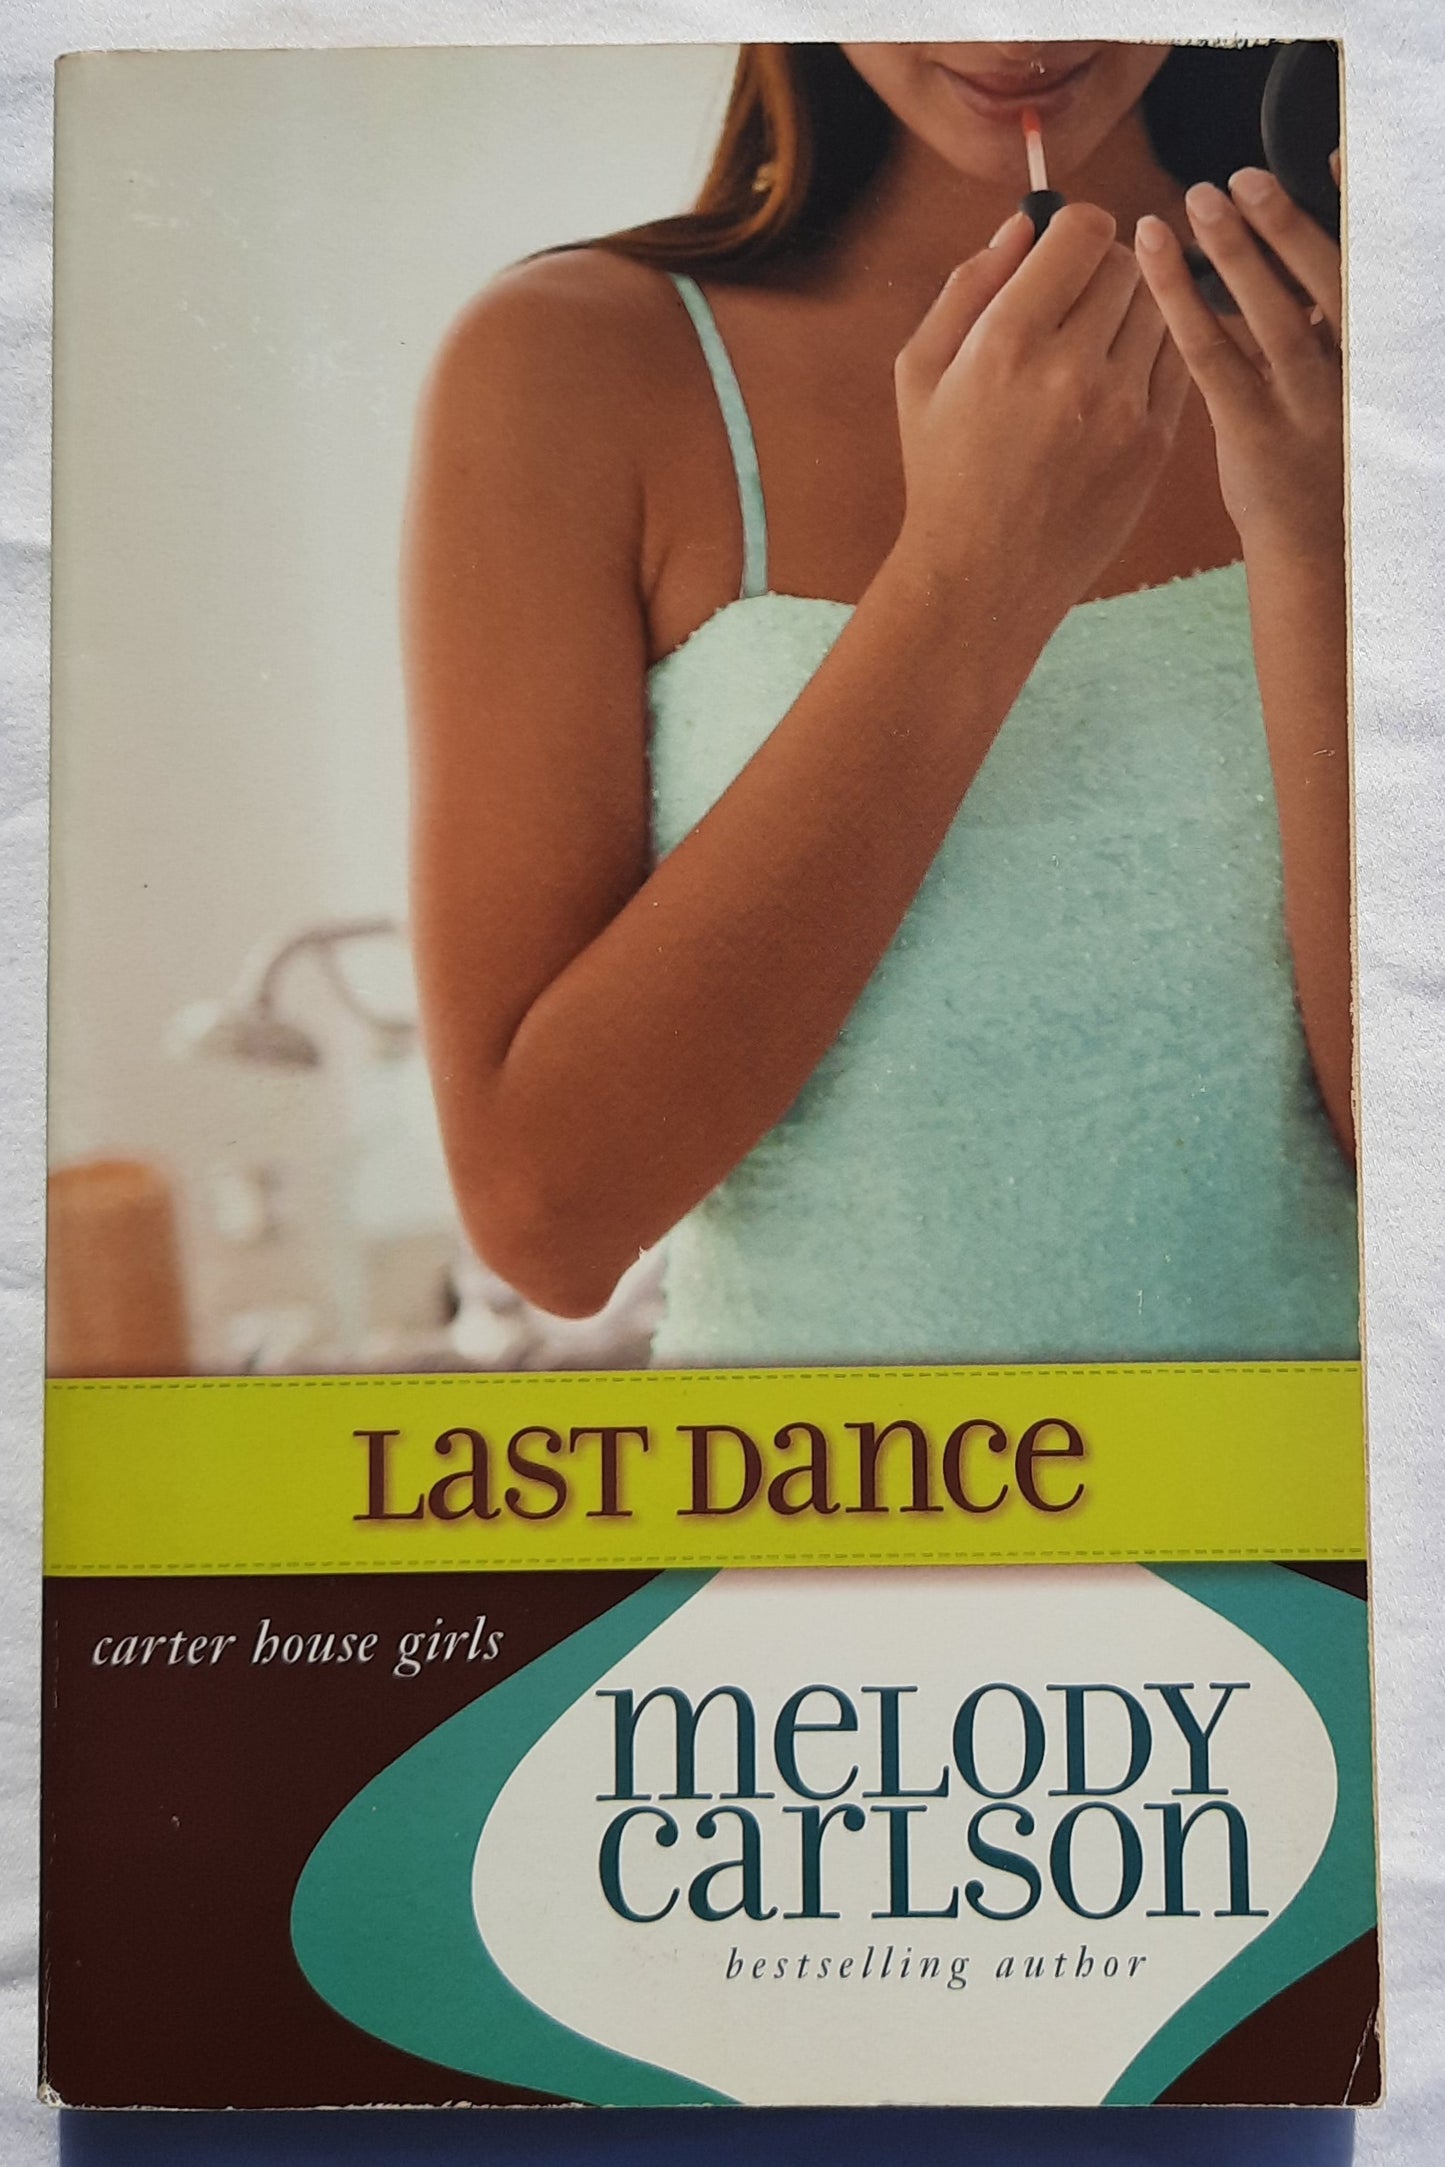 Last Dance
carter house girls
meLODY
carLson
bestselling author